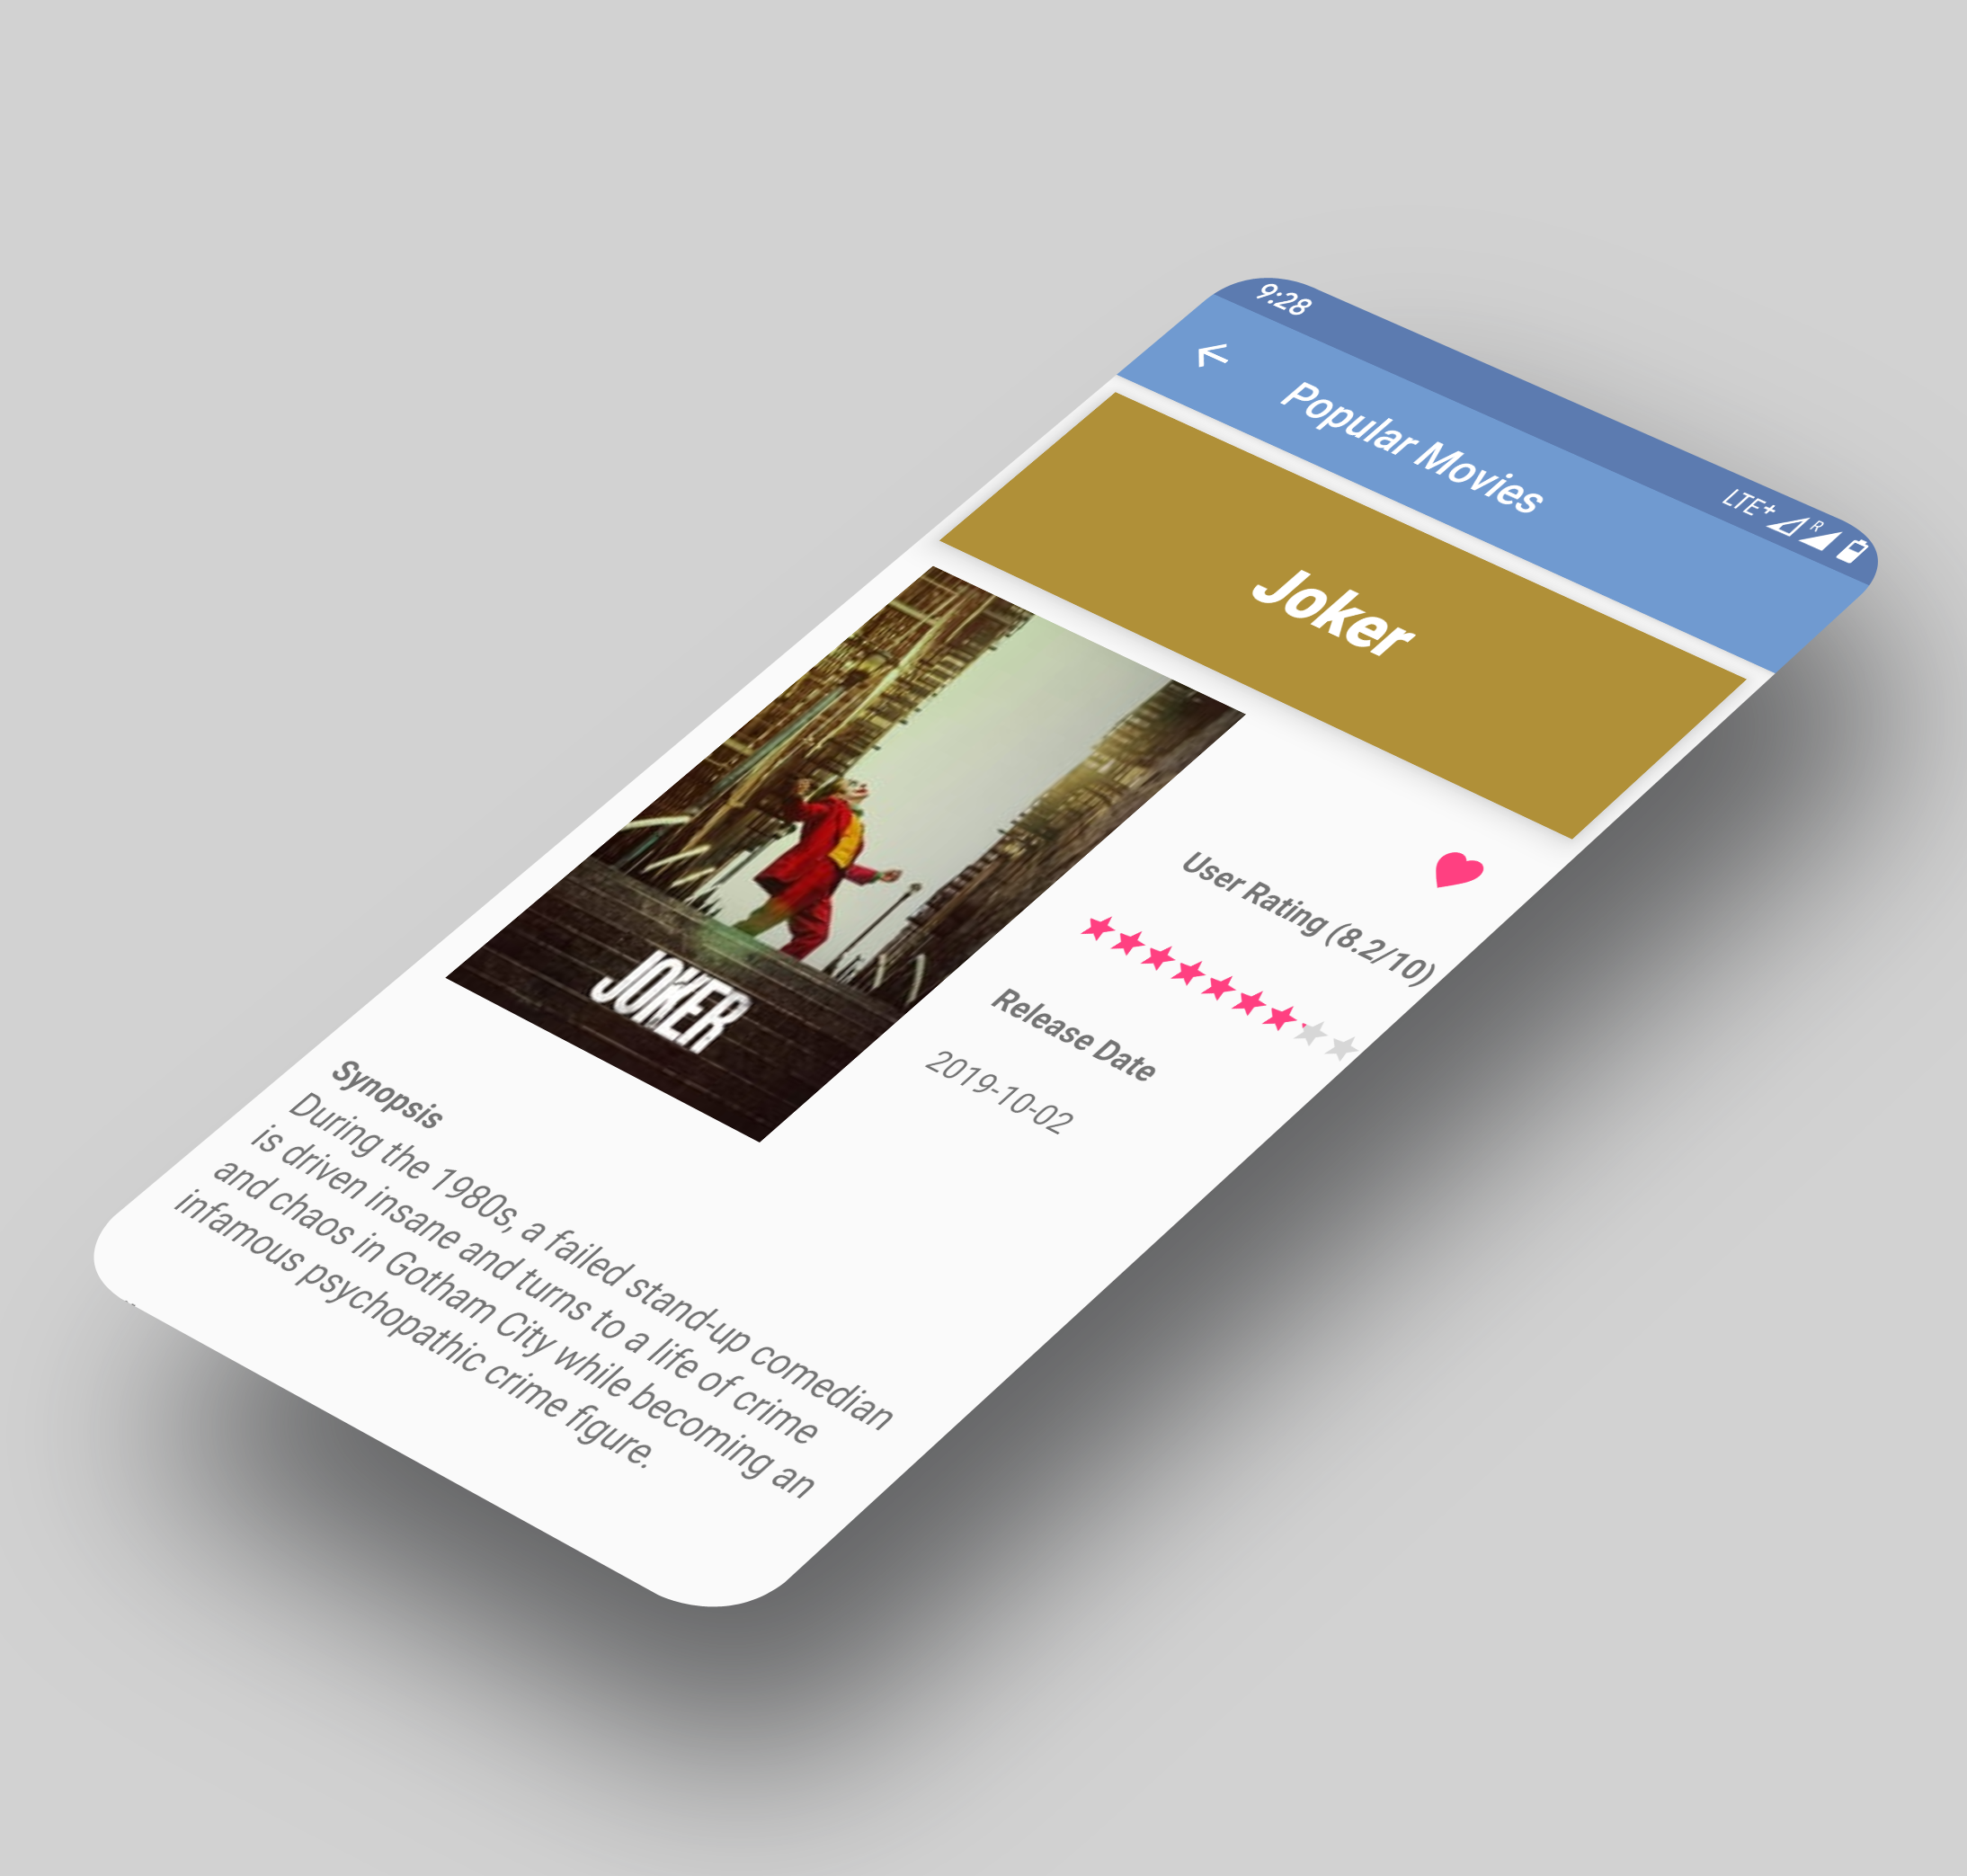 9:28
LTE+ R
Popular Movies
Joker
User Rating (8.2/10)
Release Date
2019-10-02
JOKER
Synopsis
During the 1980s, a failed stand-up comedian
is driven insane and turns to a life of crime
and chaos in Gotham City while becoming an
infamous psychopathic crime figure.